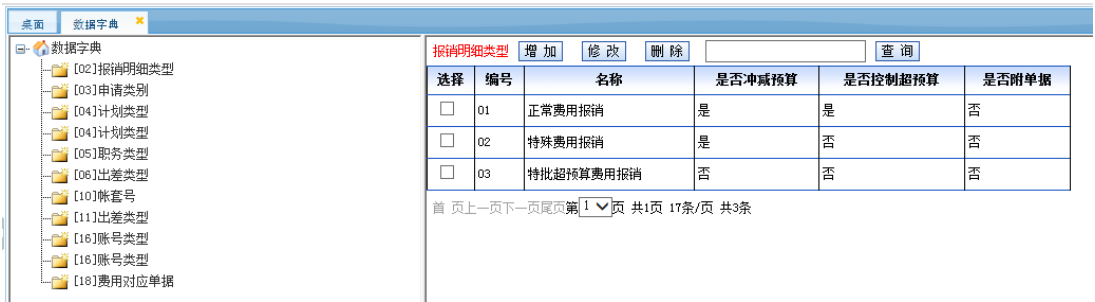 桌面 数据字典
数据字典
[02]报销明细类型
[03]申请类别
[04]计划类型
[04]计划类型
[05]职务类型
[06]出差类型
[10]帐套号
[11]出差类型
[16]账号类型
[16]账号类型
[18]费用对应单据
报销明细类型 增 加 修 改 删 除 查 询
选择 编号 名称 是否冲减预算 是否控制超预算 是否附单据
01 正常费用报销 是 是 否
02 特殊费用报销 是 否 否
03 特批超预算费用报销 否 否 否
首 页上一页下一页尾页第1页 共1页 17条/页 共3条